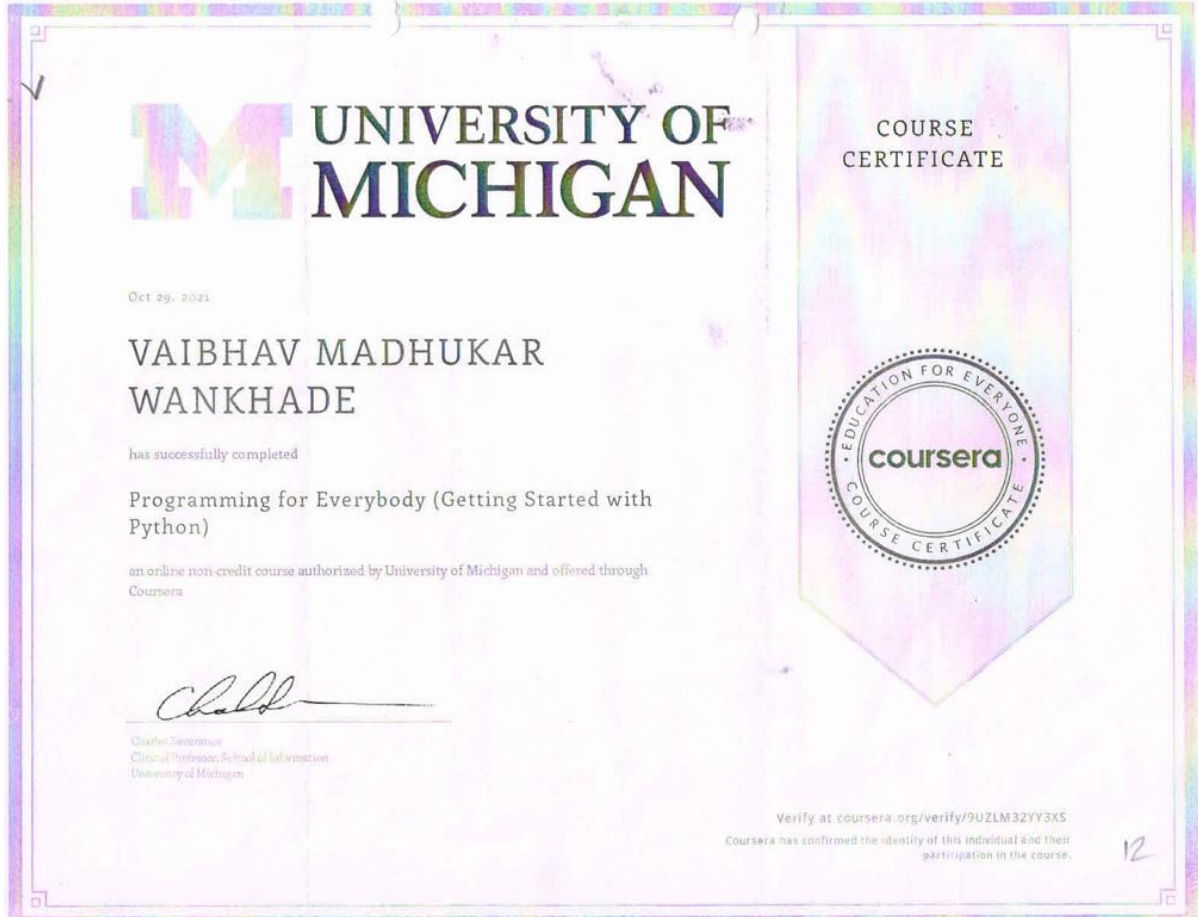 UNIVERSITY OF
MICHIGAN
COURSE
CERTIFICATE
Oct 29, 2021
VAIBHAV MADHUKAR
WANKHADE
has successfully completed
Programming for Everybody (Getting Started with
Python)
an online non-credit course authorized by University of Michigan and offered through
Coursera
EDUCATION FOR EVERYONE
coursera
COURSE CERTIFICATE
Charles Severance
Clinical Professor, School of Information
University of Michigan
Verify at coursera.org/verify/9UZLM32YY3XS
Coursera has confirmed the identity of this individual and their
participation in the course.
12